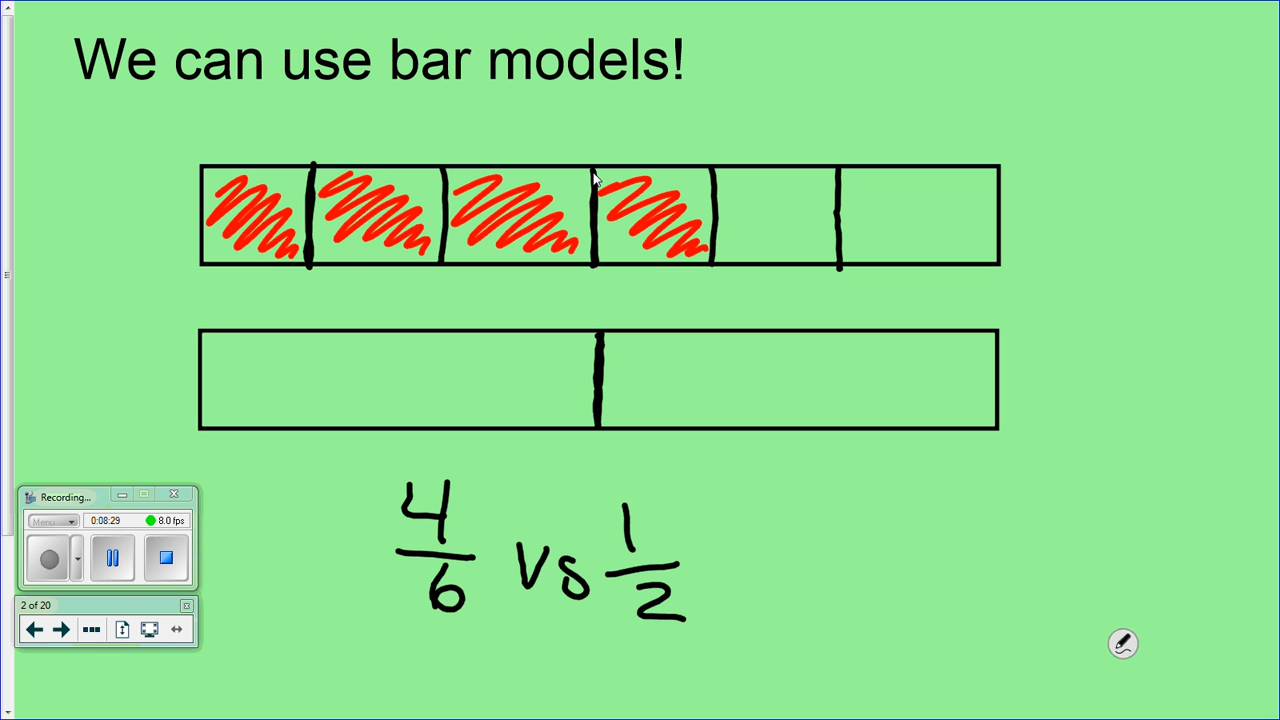 We can use bar models!
Recording...
Menu
0:08:29
8.0 fps
2 of 20
4/6 vs 1/2